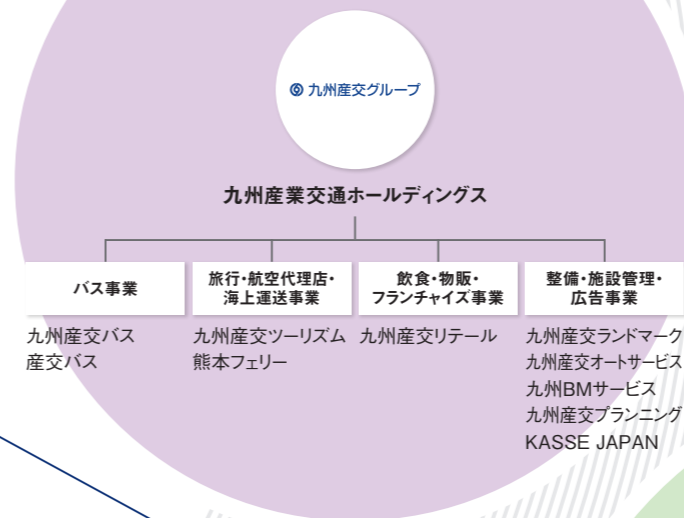 九州産交グループ
九州産業交通ホールディングス
バス事業
九州産交バス
産交バス
旅行・航空代理店・
海上運送事業
九州産交ツーリズム
熊本フェリー
飲食・物販・
フランチャイズ事業
九州産交リテール
整備・施設管理・
広告事業
九州産交ランドマーク
九州産交オートサービス
九州BMサービス
九州産交プランニング
KASSE JAPAN